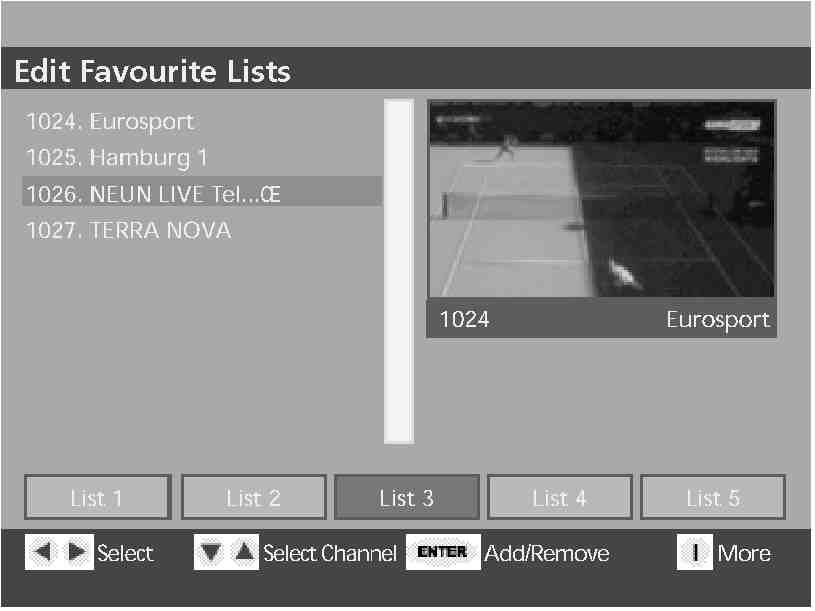 Edit Favourite Lists
1024. Eurosport
1025. Hamburg 1
1026. NEUN LIVE Tel...Œ
1027. TERRA NOVA
1024 Eurosport
List 1 List 2 List 3 List 4 List 5
Select Select Channel ENTER Add/Remove I More